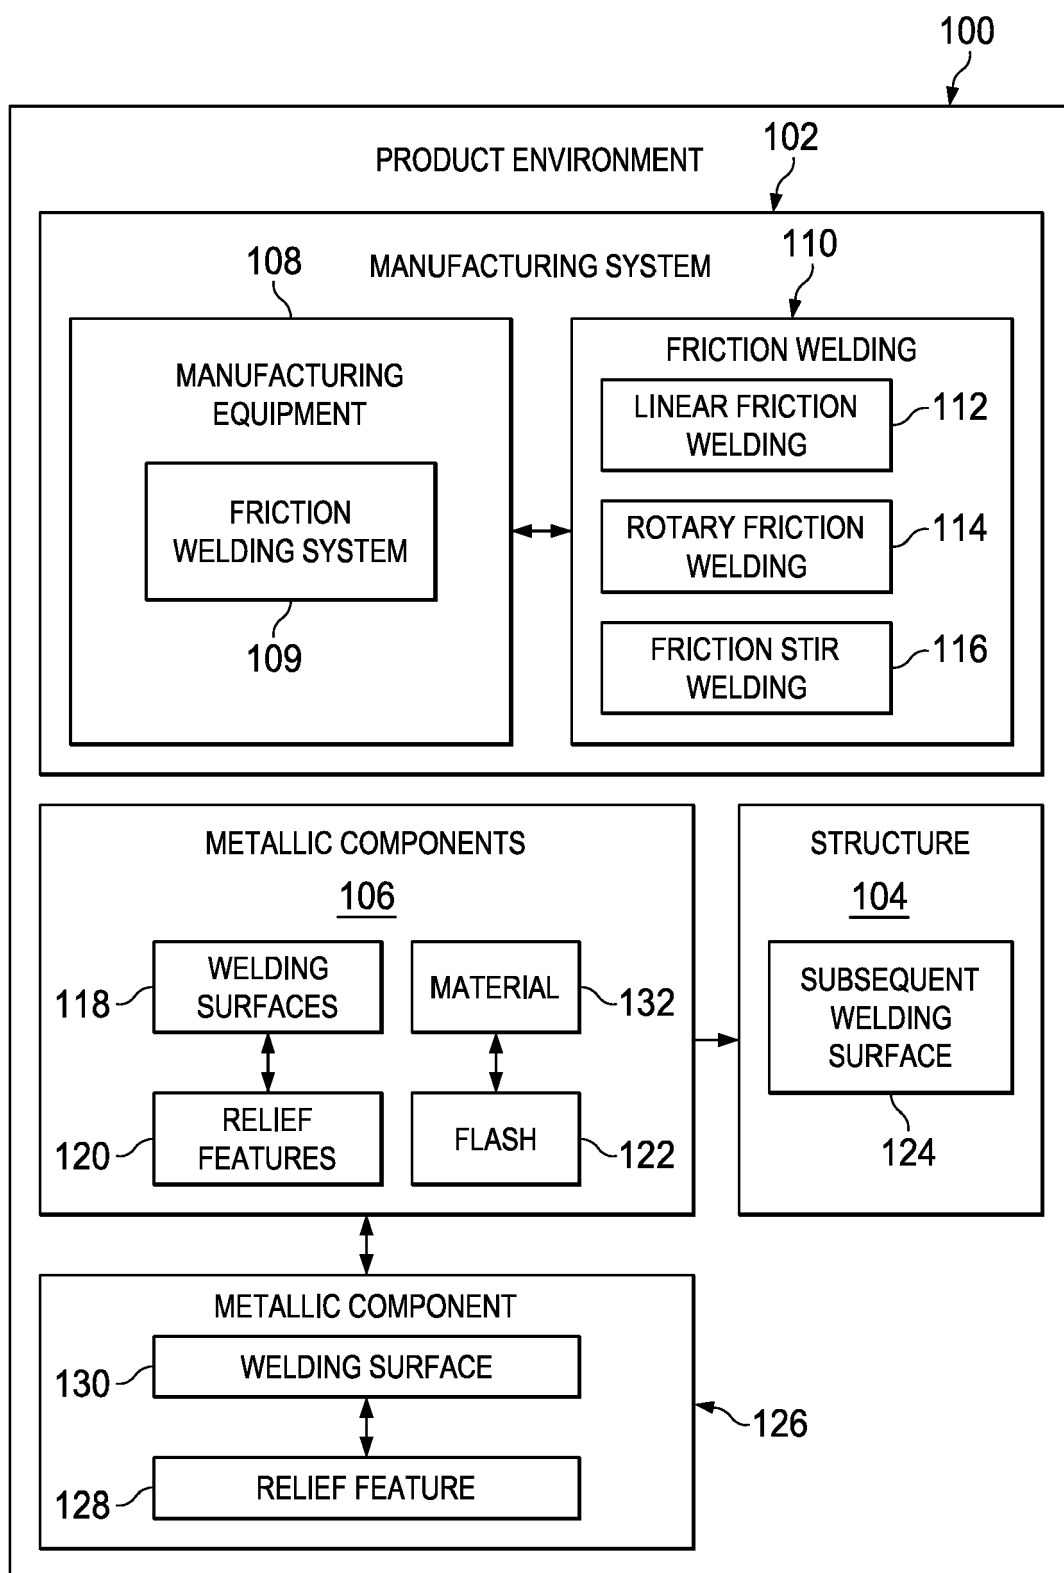 100
PRODUCT ENVIRONMENT
102
MANUFACTURING SYSTEM
108
110
MANUFACTURING
EQUIPMENT
FRICTION
WELDING SYSTEM
109
FRICTION WELDING
LINEAR FRICTION
WELDING
112
ROTARY FRICTION
WELDING
114
FRICTION STIR
WELDING
116
METALLIC COMPONENTS
106
WELDING
SURFACES
118
MATERIAL
132
RELIEF
FEATURES
120
FLASH
122
STRUCTURE
104
SUBSEQUENT
WELDING
SURFACE
124
METALLIC COMPONENT
130
WELDING SURFACE
126
128
RELIEF FEATURE